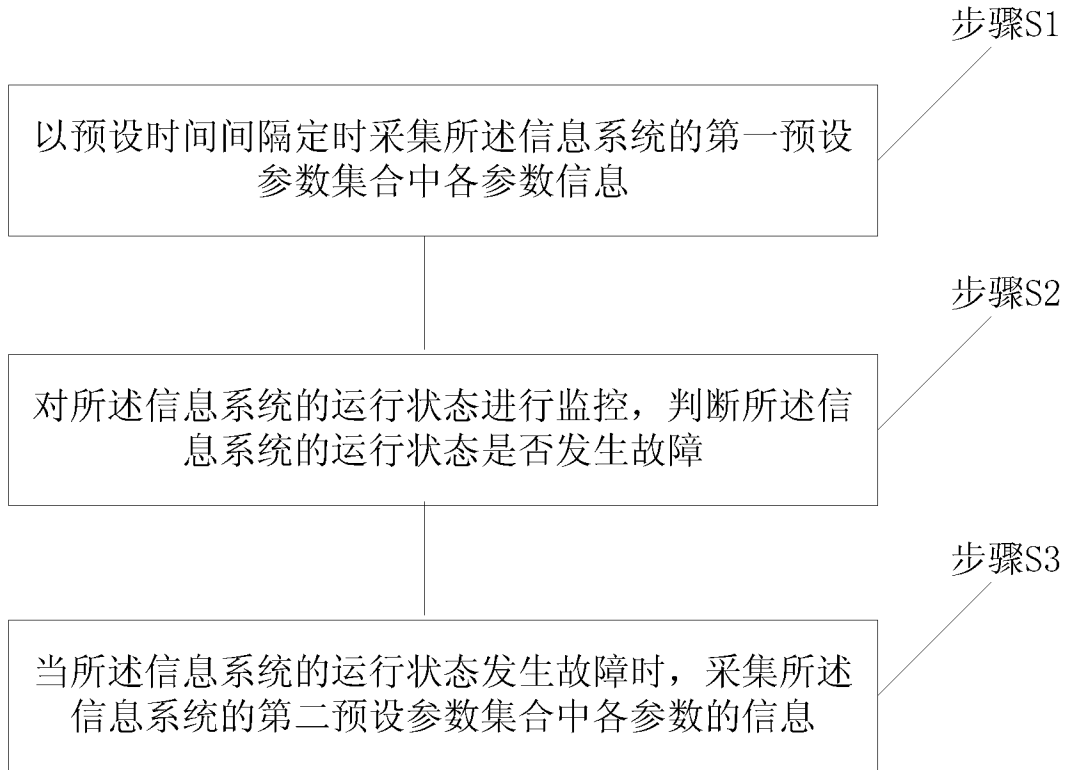 步骤S1
以预设时间间隔定时采集所述信息系统的第一预设
参数集合中各参数信息
步骤S2
对所述信息系统的运行状态进行监控，判断所述信
息系统的运行状态是否发生故障
步骤S3
当所述信息系统的运行状态发生故障时，采集所述
信息系统的第二预设参数集合中各参数的信息